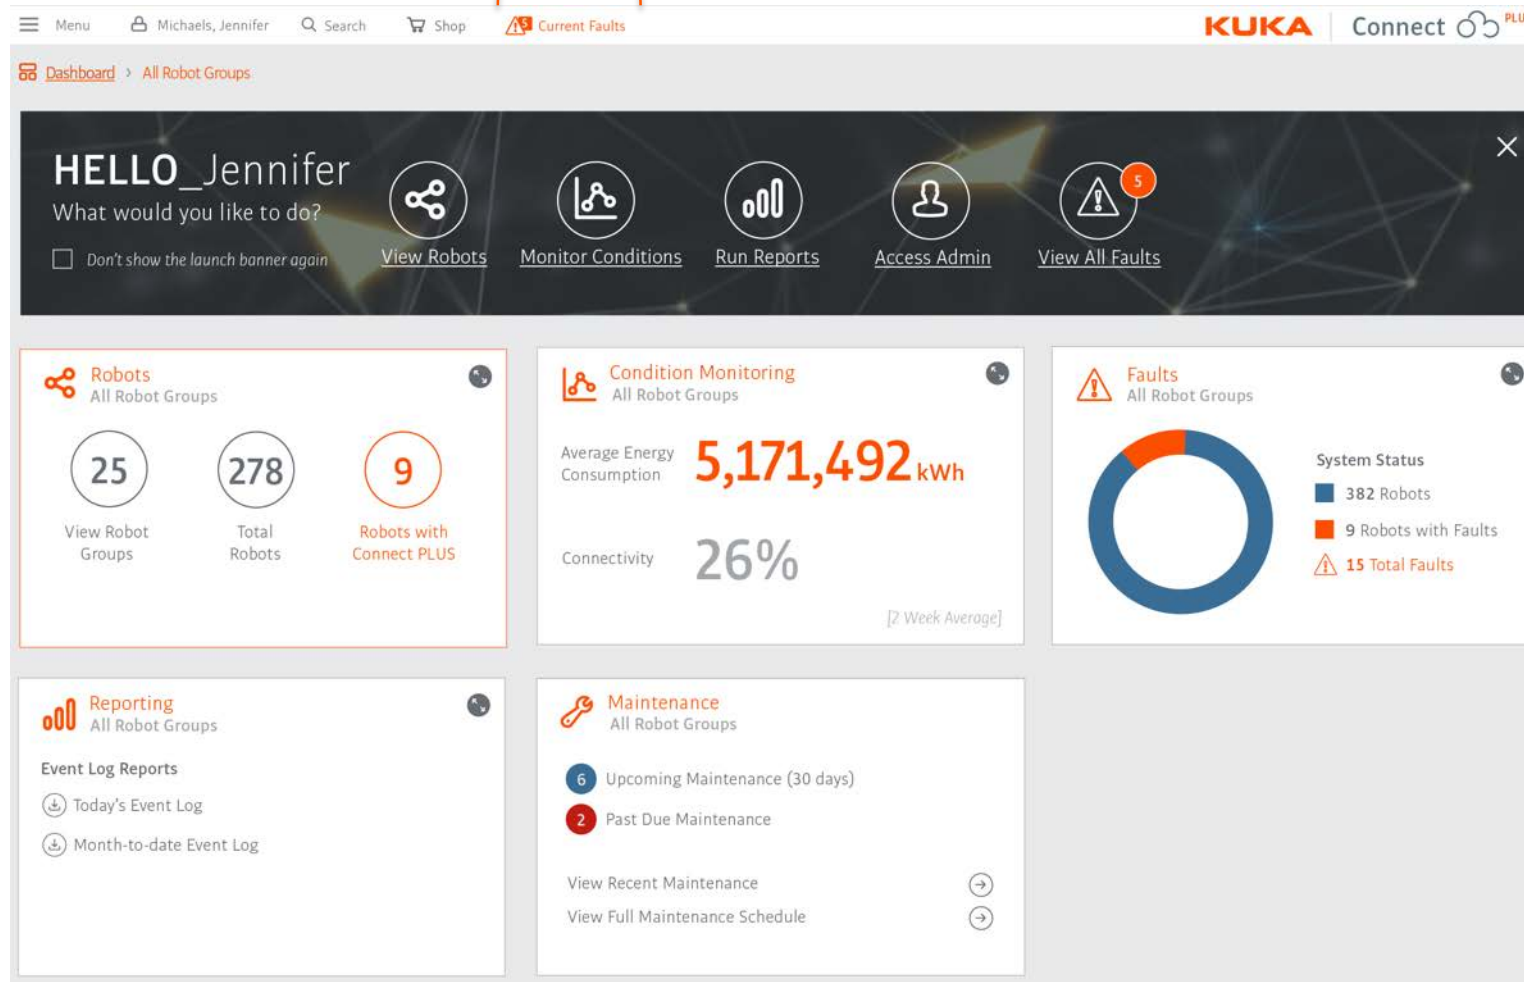 Menu
Michaels, Jennifer
Search
Shop
5
Current Faults
KUKA
Connect
Dashboard > All Robot Groups
HELLO_Jennifer
What would you like to do?
Don't show the launch banner again
View Robots
Monitor Conditions
Run Reports
Access Admin
5
View All Faults
Robots
All Robot Groups
25
View Robot
Groups
278
Total
Robots
9
Robots with
Connect PLUS
Condition Monitoring
All Robot Groups
Average Energy
Consumption
5,171,492 kWh
Connectivity
26%
[2 Week Average]
Faults
All Robot Groups
System Status
382 Robots
9 Robots with Faults
15 Total Faults
Reporting
All Robot Groups
Event Log Reports
Today's Event Log
Month-to-date Event Log
Maintenance
All Robot Groups
6 Upcoming Maintenance (30 days)
2 Past Due Maintenance
View Recent Maintenance
View Full Maintenance Schedule